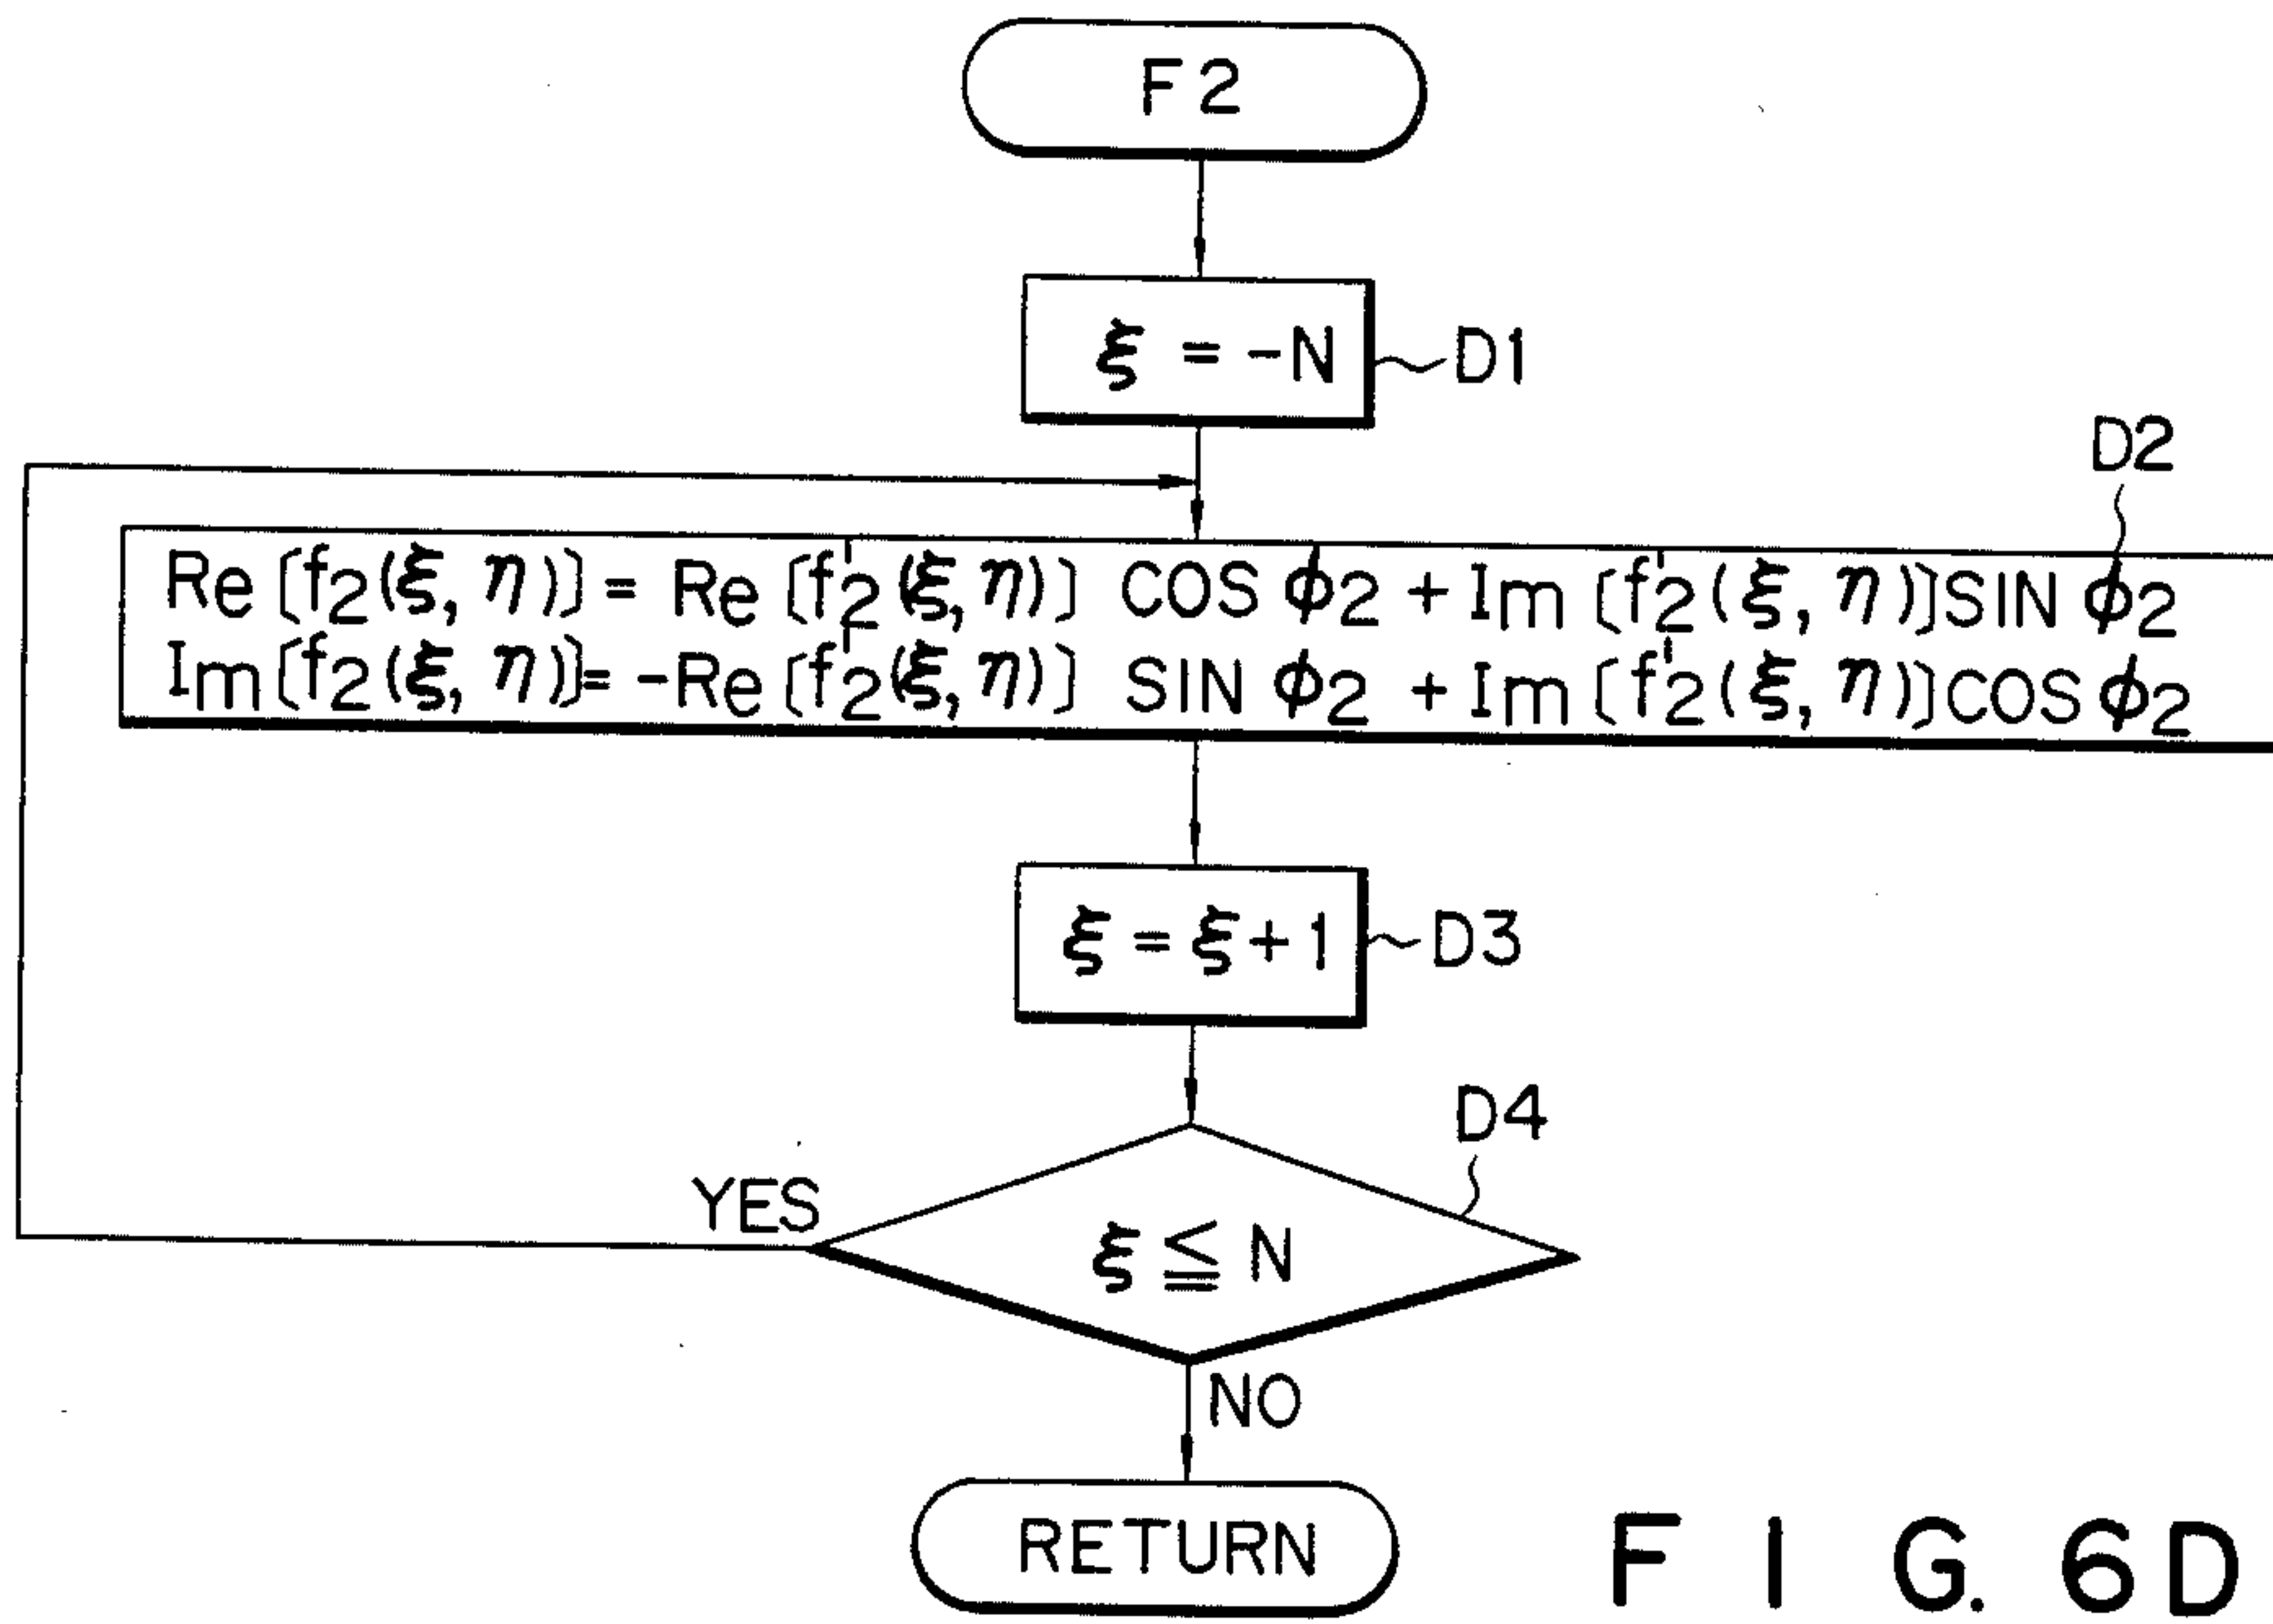 F2
ξ = -N
D1
D2
Re[f2(ξ, η)] = Re[f'2(ξ, η)] COS ϕ2 + Im[f'2(ξ, η)] SIN ϕ2
Im[f2(ξ, η)] = -Re[f'2(ξ, η)] SIN ϕ2 + Im[f'2(ξ, η)] COS ϕ2
ξ = ξ + 1
D3
D4
YES
ξ ≦ N
NO
RETURN
FIG. 6D